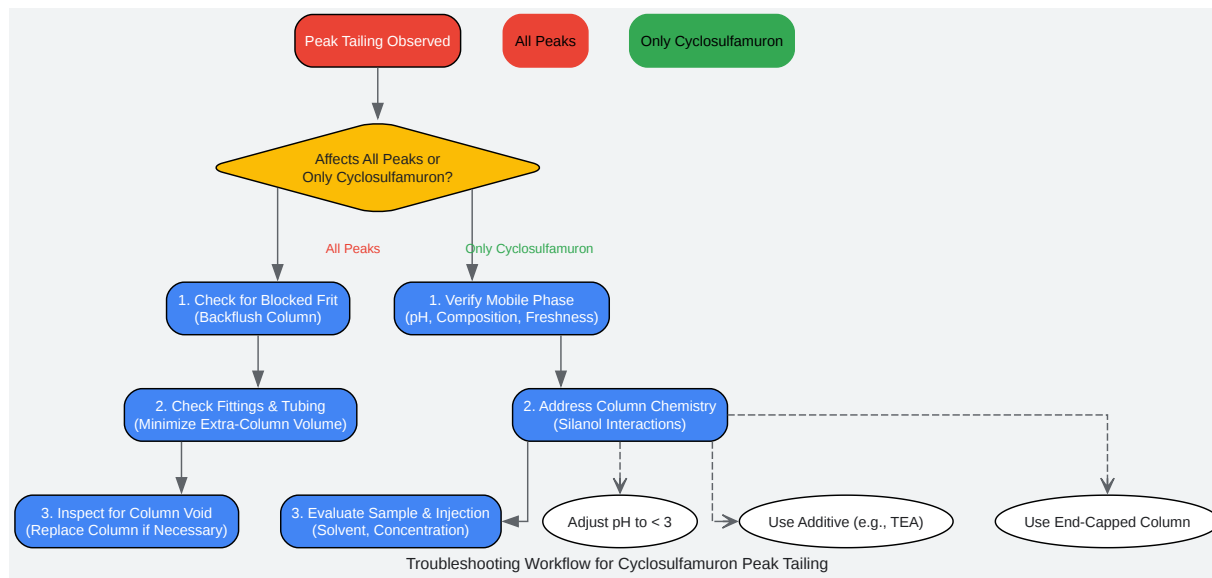 Peak Tailing Observed
All Peaks
Only Cyclosulfamuron
Affects All Peaks or
Only Cyclosulfamuron?
All Peaks
Only Cyclosulfamuron
1. Check for Blocked Frit
(Backflush Column)
1. Verify Mobile Phase
(pH, Composition, Freshness)
2. Check Fittings & Tubing
(Minimize Extra-Column Volume)
2. Address Column Chemistry
(Silanol Interactions)
3. Inspect for Column Void
(Replace Column if Necessary)
3. Evaluate Sample & Injection
(Solvent, Concentration)
Adjust pH to < 3
Use Additive (e.g., TEA)
Use End-Capped Column
Troubleshooting Workflow for Cyclosulfamuron Peak Tailing